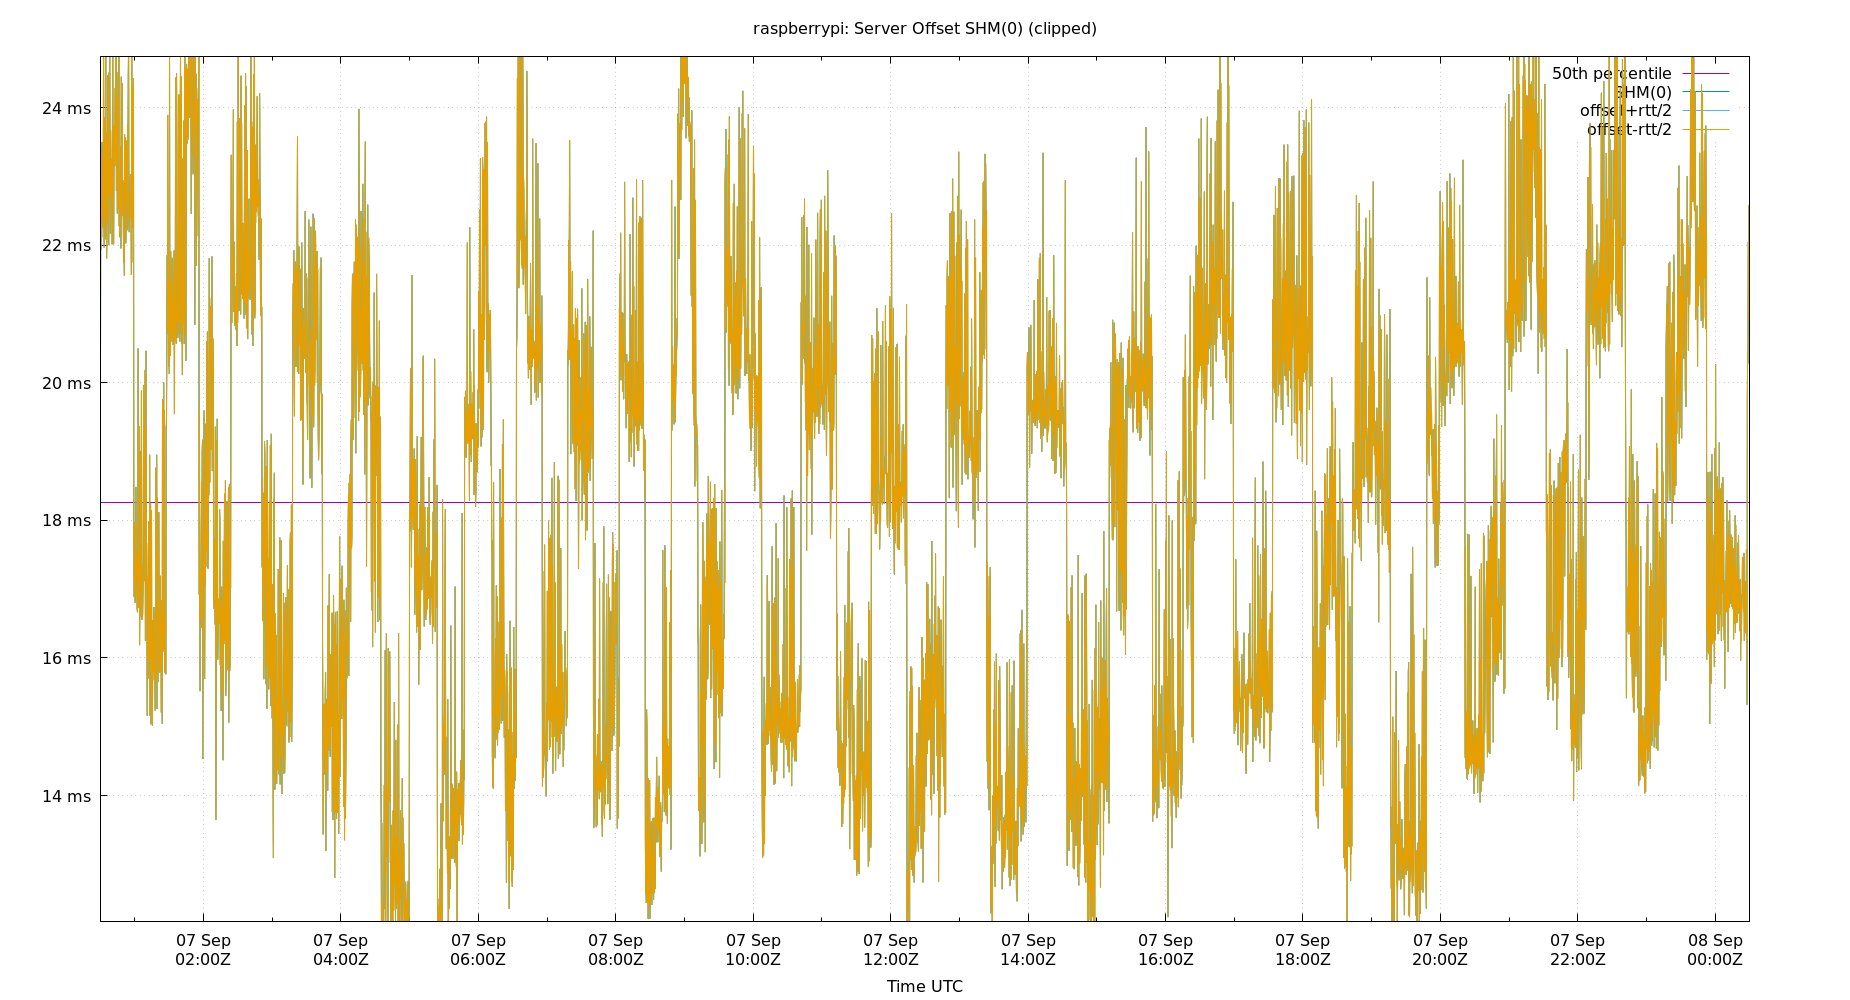 raspberrypi: Server Offset SHM(0) (clipped)
50th percentile
SHM(0)
offset+rtt/2
offset-rtt/2
24 ms
22 ms
20 ms
18 ms
16 ms
14 ms
07 Sep 07 Sep 07 Sep 07 Sep 07 Sep 07 Sep 07 Sep 07 Sep 07 Sep 07 Sep 07 Sep 08 Sep
02:00Z 04:00Z 06:00Z 08:00Z 10:00Z 12:00Z 14:00Z 16:00Z 18:00Z 20:00Z 22:00Z 00:00Z
Time UTC